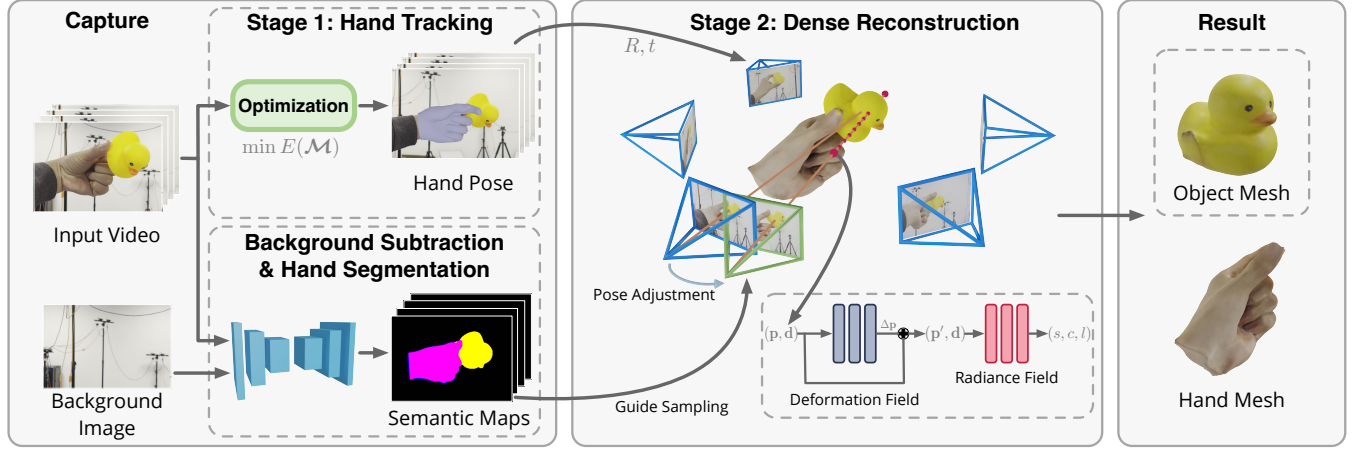 Capture
Input Video
Background
Image
Stage 1: Hand Tracking
Optimization
min E(𝓜)
Hand Pose
Background Subtraction
& Hand Segmentation
Semantic Maps
Stage 2: Dense Reconstruction
R, t
Pose Adjustment
Guide Sampling
(p, d)
Δp
(p′, d)
(s, c, l)
Deformation Field
Radiance Field
Result
Object Mesh
Hand Mesh